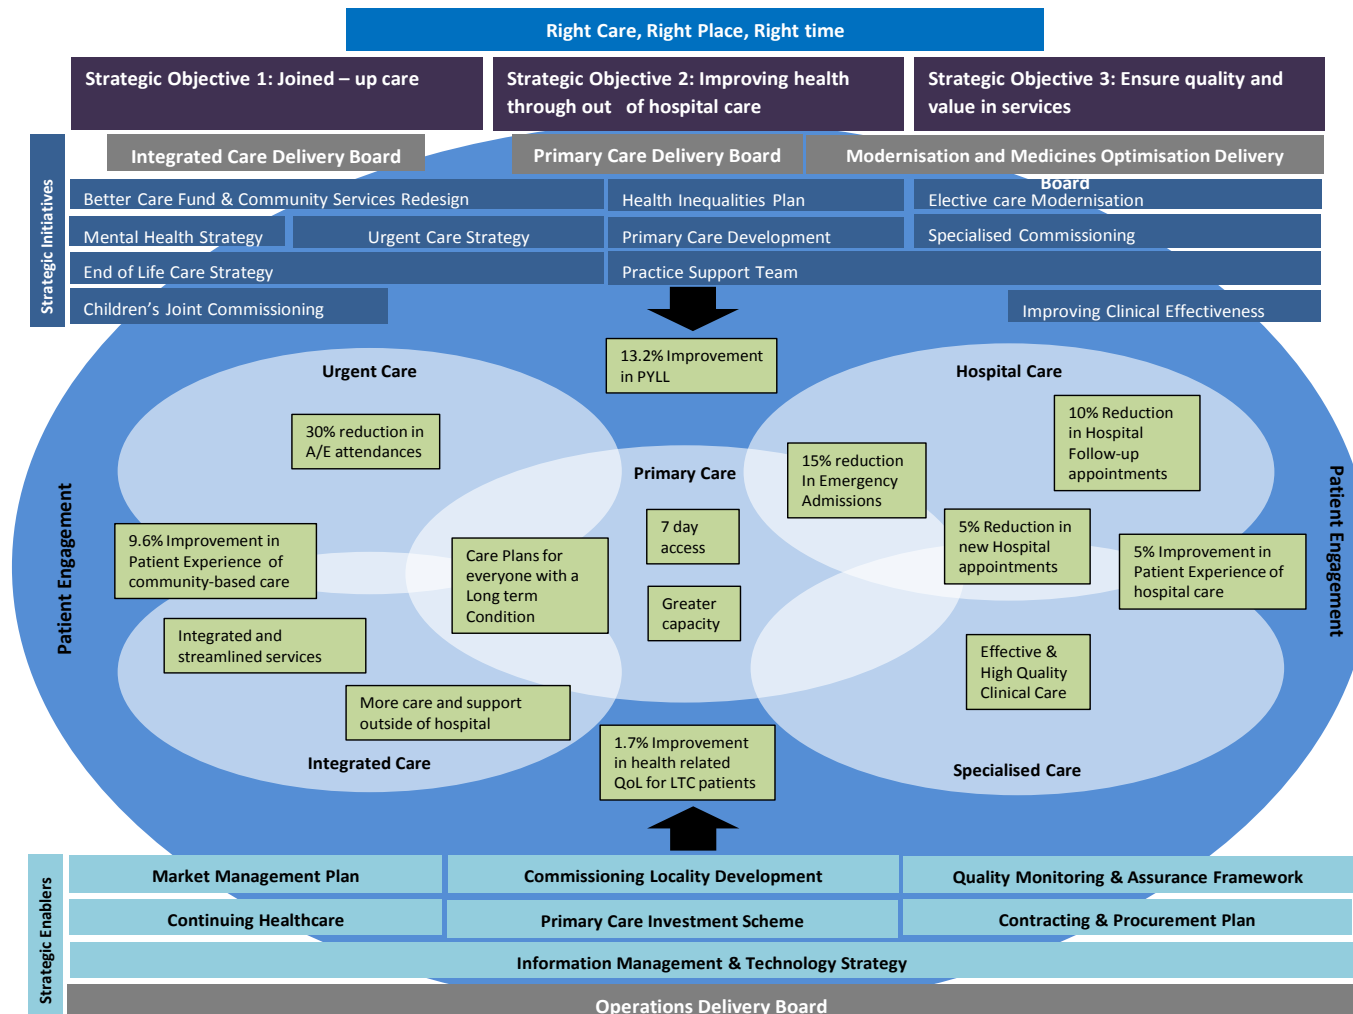 Right Care, Right Place, Right time
Strategic Objective 1: Joined – up care
Strategic Objective 2: Improving health
through out of hospital care
Strategic Objective 3: Ensure quality and
value in services
Integrated Care Delivery Board
Primary Care Delivery Board
Modernisation and Medicines Optimisation Delivery
Board
Strategic Initiatives
Better Care Fund & Community Services Redesign
Health Inequalities Plan
Elective care Modernisation
Mental Health Strategy
Urgent Care Strategy
Primary Care Development
Specialised Commissioning
End of Life Care Strategy
Practice Support Team
Children’s Joint Commissioning
Improving Clinical Effectiveness
13.2% Improvement
in PYLL
Urgent Care
Hospital Care
30% reduction in
A/E attendances
10% Reduction
in Hospital
Follow-up
appointments
Primary Care
15% reduction
In Emergency
Admissions
Patient Engagement
Patient Engagement
9.6% Improvement in
Patient Experience of
community-based care
Care Plans for
everyone with a
Long term
Condition
7 day
access
5% Reduction in
new Hospital
appointments
5% Improvement in
Patient Experience of
hospital care
Greater
capacity
Integrated and
streamlined services
Effective &
High Quality
Clinical Care
More care and support
outside of hospital
Integrated Care
1.7% Improvement
in health related
QoL for LTC patients
Specialised Care
Strategic Enablers
Market Management Plan
Commissioning Locality Development
Quality Monitoring & Assurance Framework
Continuing Healthcare
Primary Care Investment Scheme
Contracting & Procurement Plan
Information Management & Technology Strategy
Operations Delivery Board